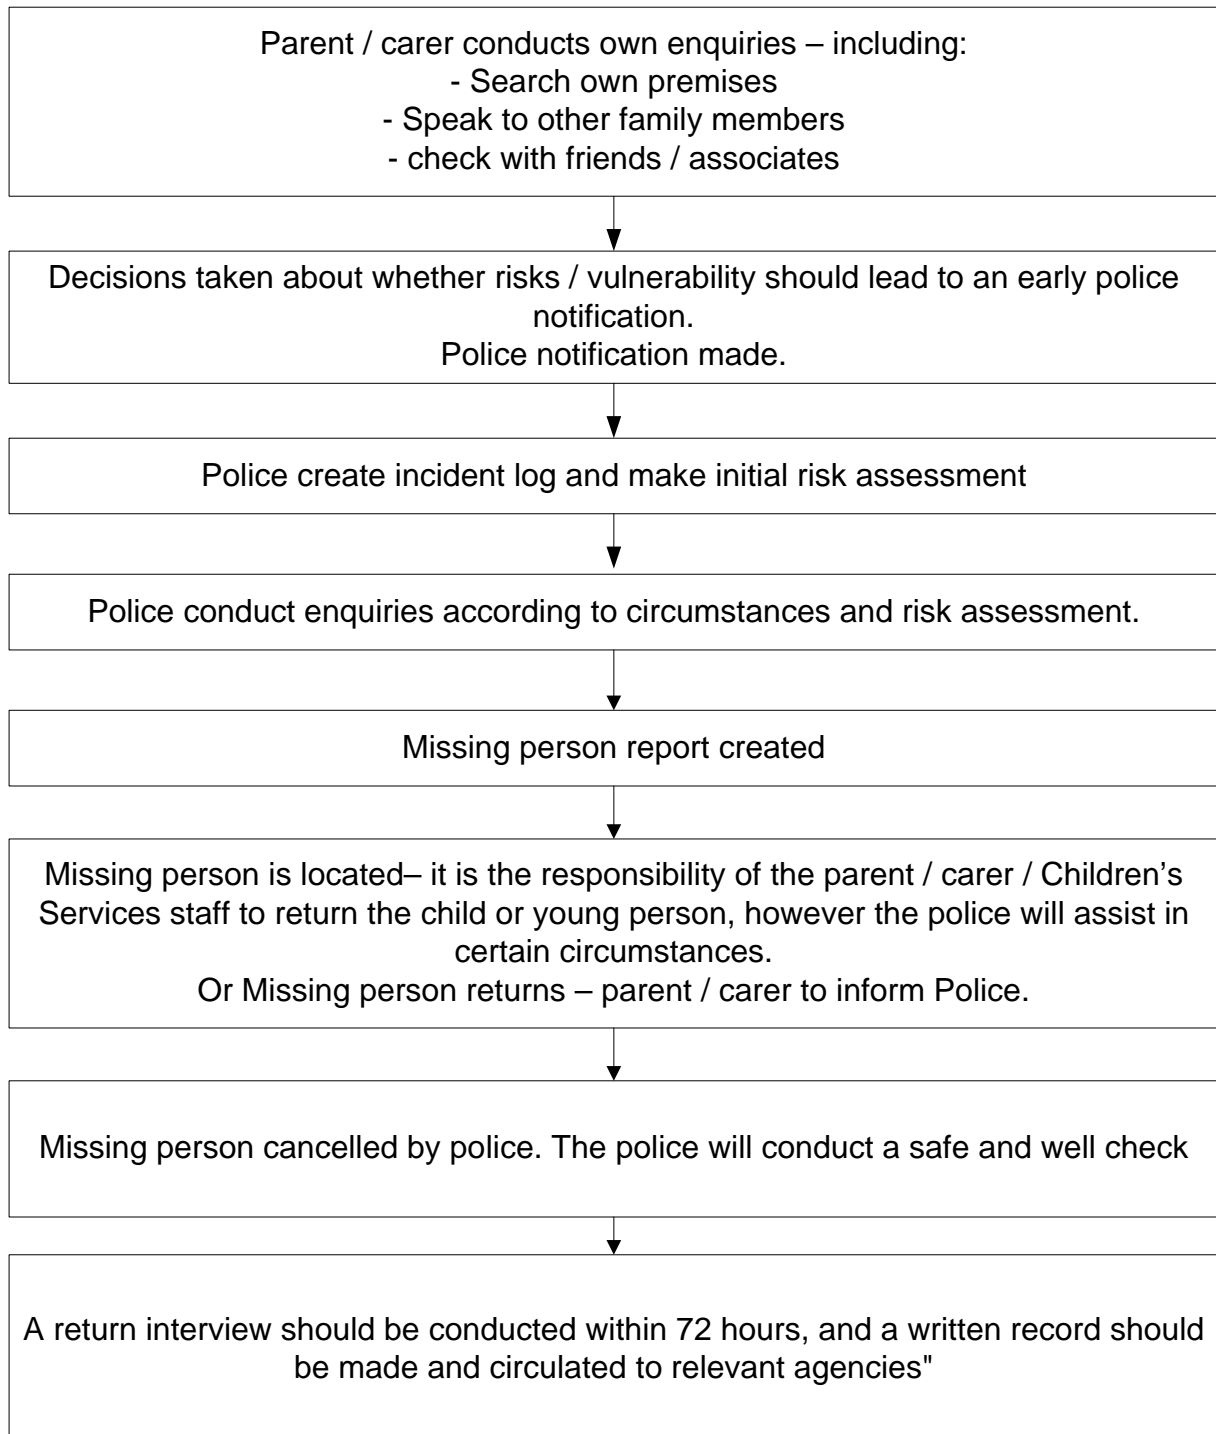 Parent / carer conducts own enquiries – including:
- Search own premises
- Speak to other family members
- check with friends / associates
Decisions taken about whether risks / vulnerability should lead to an early police
notification.
Police notification made.
Police create incident log and make initial risk assessment
Police conduct enquiries according to circumstances and risk assessment.
Missing person report created
Missing person is located– it is the responsibility of the parent / carer / Children’s
Services staff to return the child or young person, however the police will assist in
certain circumstances.
Or Missing person returns – parent / carer to inform Police.
Missing person cancelled by police. The police will conduct a safe and well check
A return interview should be conducted within 72 hours, and a written record should
be made and circulated to relevant agencies"